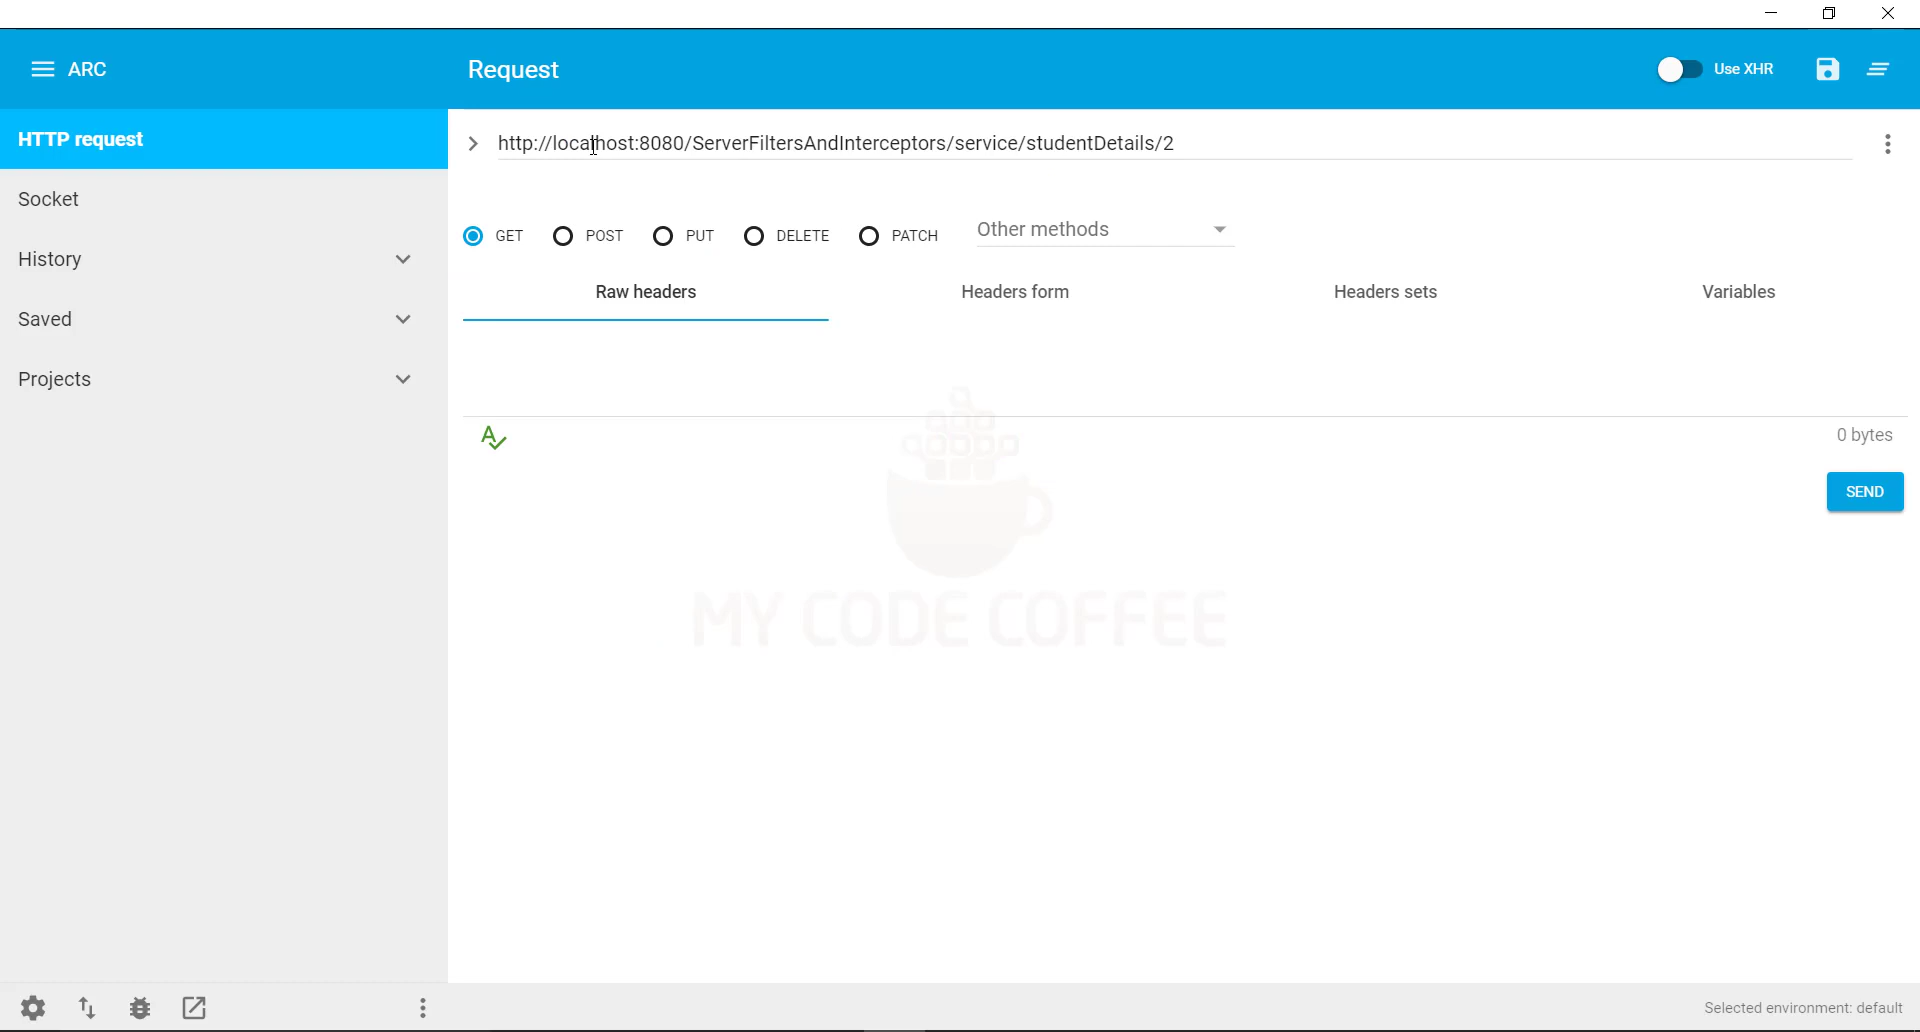 ARC
Request
Use XHR
HTTP request
http://localhost:8080/ServerFiltersAndInterceptors/service/studentDetails/2
Socket
GET
POST
PUT
DELETE
PATCH
Other methods
History
Raw headers
Headers form
Headers sets
Variables
Saved
Projects
0 bytes
SEND
MY CODE COFFEE
Selected environment: default